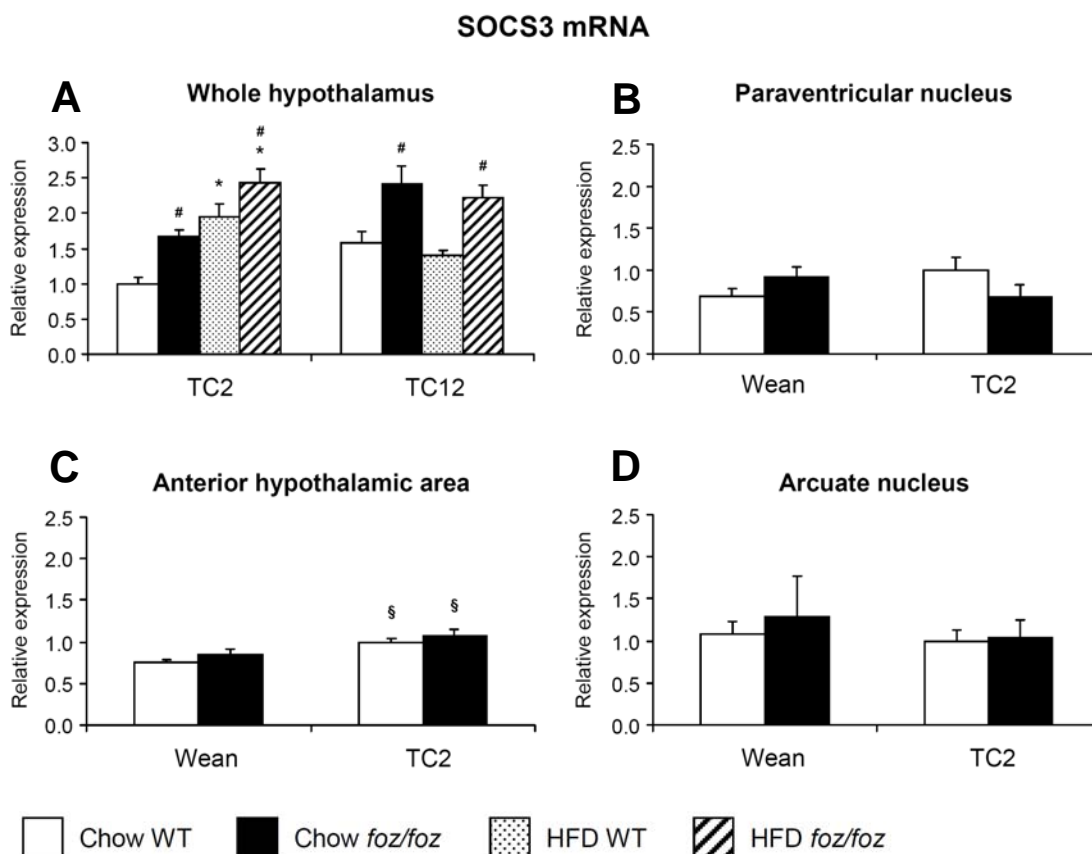 SOCS3 mRNA
A
Whole hypothalamus
Relative expression
3.0
2.5
2.0
1.5
1.0
0.5
0.0
#
*
#
*
#
#
TC2 TC12
B
Paraventricular nucleus
Relative expression
2.5
2.0
1.5
1.0
0.5
0.0
Wean TC2
C
Anterior hypothalamic area
Relative expression
2.5
2.0
1.5
1.0
0.5
0.0
§ §
Wean TC2
D
Arcuate nucleus
Relative expression
2.5
2.0
1.5
1.0
0.5
0.0
Wean TC2
Chow WT Chow foz/foz HFD WT HFD foz/foz